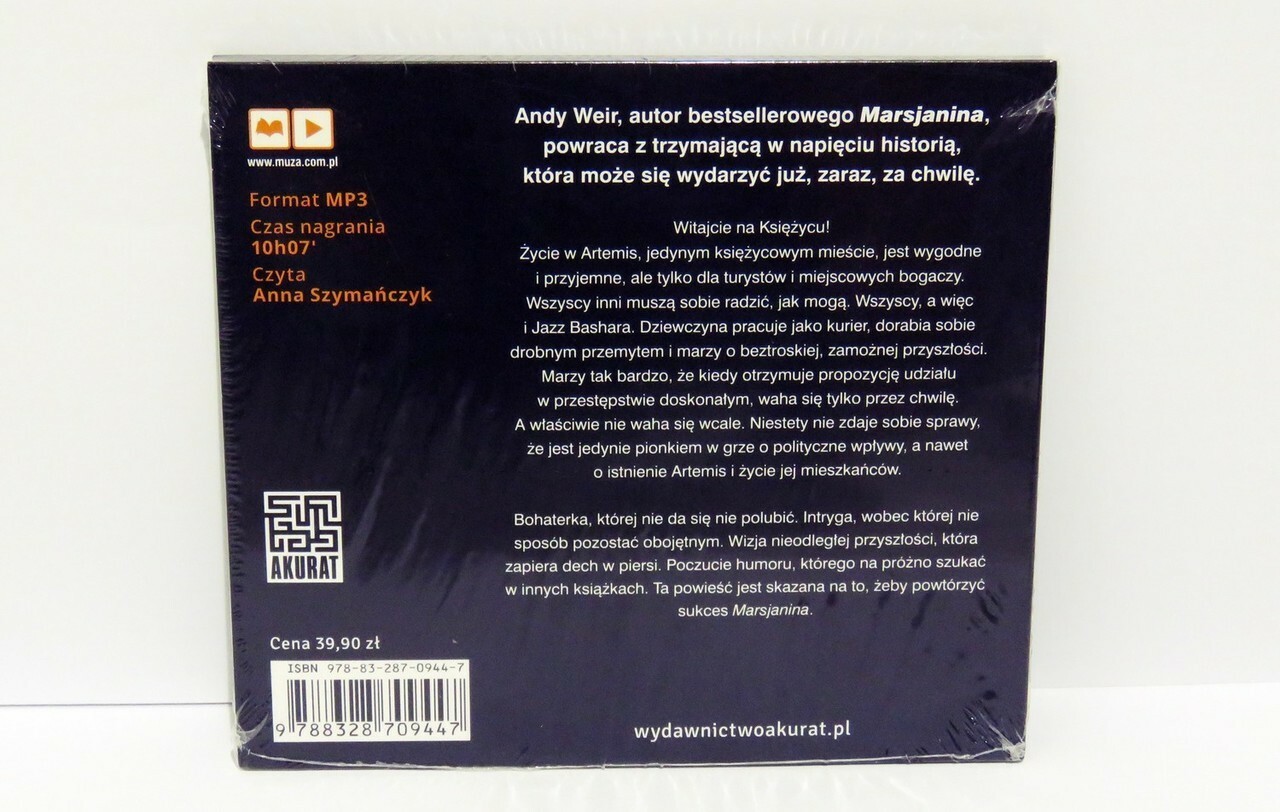 www.muza.com.pl
Format MP3
Czas nagrania
10h07'
Czyta
Anna Szymańczyk
Andy Weir, autor bestsellerowego Marsjanina,
powraca z trzymającą w napięciu historią,
która może się wydarzyć już, zaraz, za chwilę.
Witajcie na Księżycu!
Życie w Artemis, jedynym księżycowym mieście, jest wygodne
i przyjemne, ale tylko dla turystów i miejscowych bogaczy.
Wszyscy inni muszą sobie radzić, jak mogą. Wszyscy, a więc
i Jazz Bashara. Dziewczyna pracuje jako kurier, dorabia sobie
drobnym przemytem i marzy o beztroskiej, zamożnej przyszłości.
Marzy tak bardzo, że kiedy otrzymuje propozycję udziału
w przestępstwie doskonałym, waha się tylko przez chwilę.
A właściwie nie waha się wcale. Niestety nie zdaje sobie sprawy,
że jest jedynie pionkiem w grze o polityczne wpływy, a nawet
o istnienie Artemis i życie jej mieszkańców.
Bohaterka, której nie da się nie polubić. Intryga, wobec której nie
sposób pozostać obojętnym. Wizja nieodległej przyszłości, która
zapiera dech w piersi. Poczucie humoru, którego na próżno szukać
w innych książkach. Ta powieść jest skazana na to, żeby powtórzyć
sukces Marsjanina.
AKURAT
Cena 39,90 zł
ISBN 978-83-287-0944-7
9 788328 709447
wydawnictwoakurat.pl